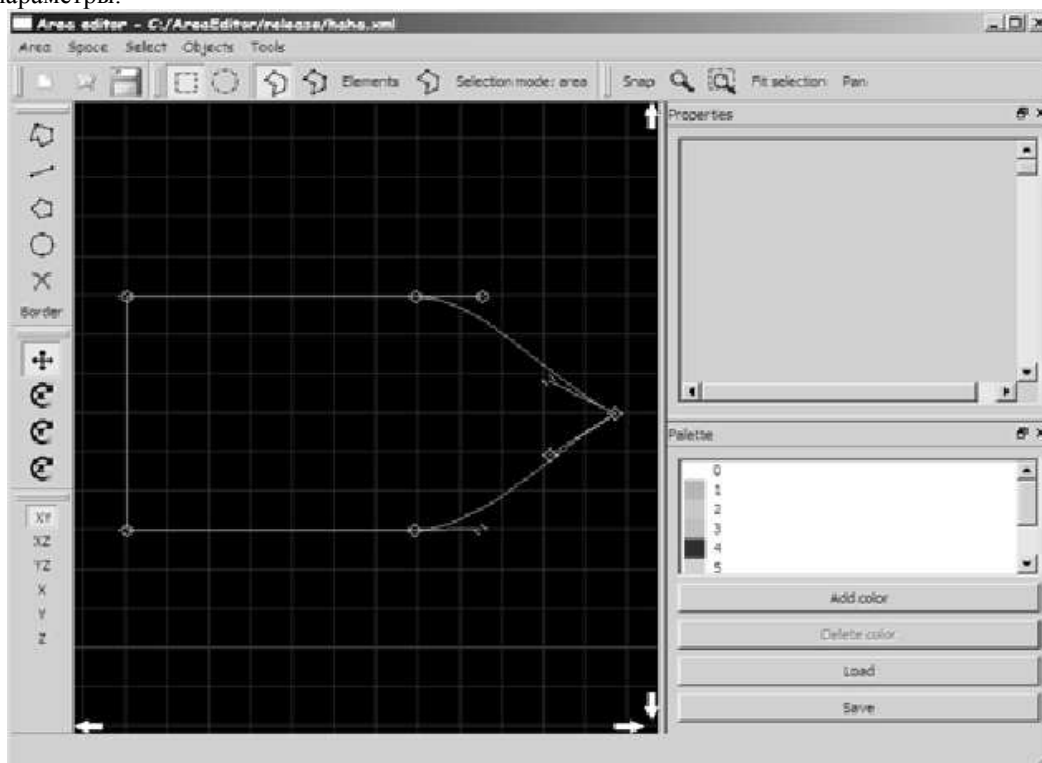 параметры.
Area editor - C:/AreaEditor/release/haha.xml
Area Space Select Objects Tools
Elements Selection mode: area Snap Fit selection Pan
Properties
Border
Palette
0
1
2
3
4
5
XY
XZ
YZ
X
Y
Z
Add color
Delete color
Load
Save